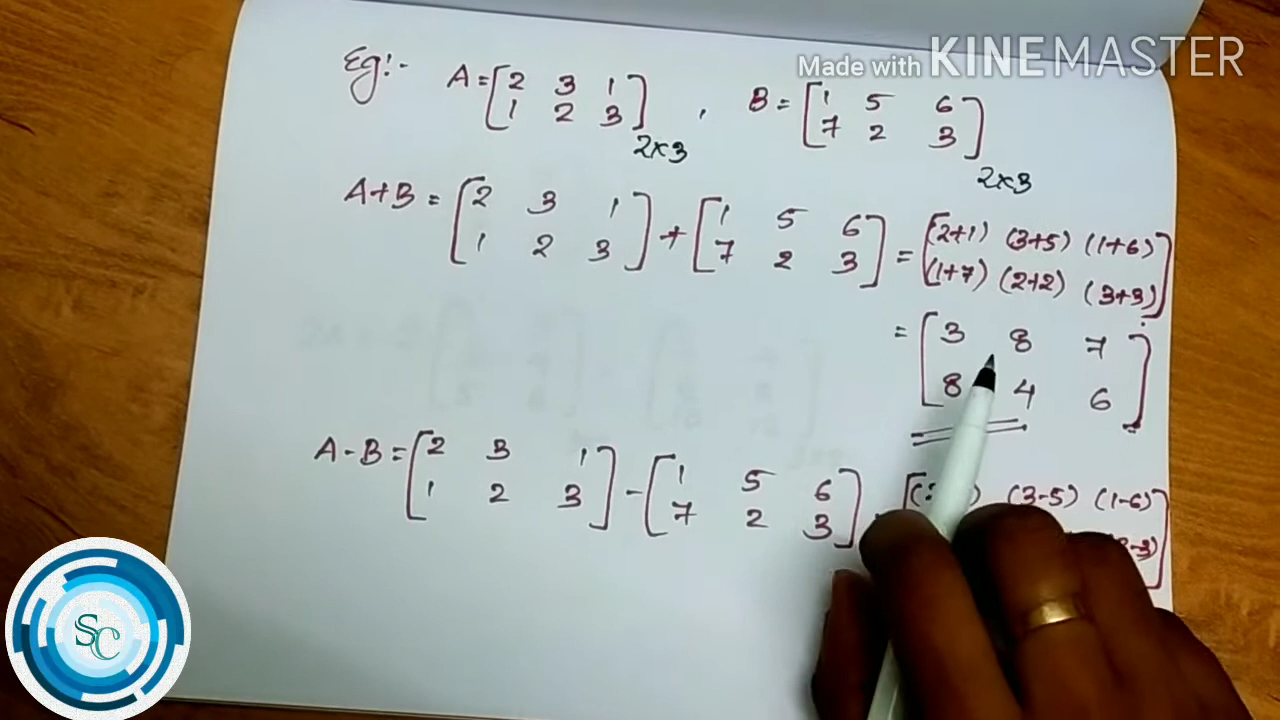 Made with KINEMASTER
Eg:- A = [2 3 1 , B = [1 5 6
1 2 3] 2x3 7 2 3] 2x3
A+B = [2 3 1 + [1 5 6 = [(2+1) (3+5) (1+6)
1 2 3] 7 2 3] (1+7) (2+2) (3+3)]
= [3 8 7
8 4 6]
A-B = [2 3 1 - [1 5 6 (3-5) (1-6)
1 2 3] 7 2 3] -3)]
SC